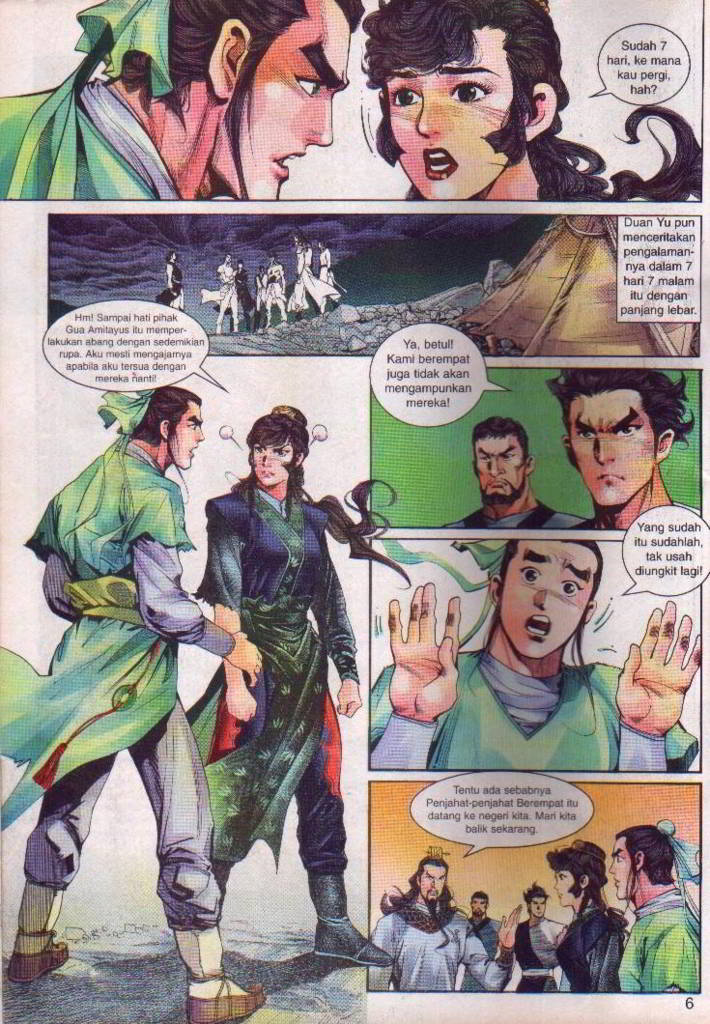 Sudah 7
hari, ke mana
kau pergi,
hah?
Duan Yu pun
menceritakan
pengalaman-
nya dalam 7
hari 7 malam
itu dengan
panjang lebar.
Hm! Sampai hati pihak
Gua Amitayus itu memper-
lakukan abang dengan sedemikian
rupa. Aku mesti mengajarnya
apabila aku tersua dengan
mereka nanti!
Ya, betul!
Kami berempat
juga tidak akan
mengampunkan
mereka!
Yang sudah
itu sudahlah,
tak usah
diungkit lagi!
Tentu ada sebabnya
Penjahat-penjahat Berempat itu
datang ke negeri kita. Mari kita
balik sekarang.
6